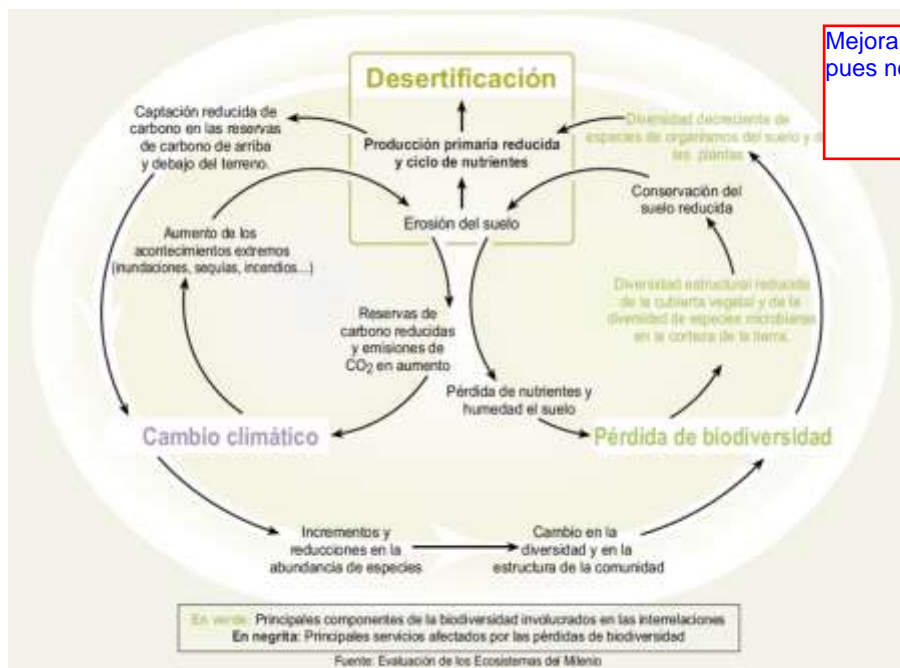 Mejora
pues n
Desertificación
Captación reducida de
carbono en las reservas
de carbono de arriba
y debajo del terreno.
Producción primaria reducida
y ciclo de nutrientes
Diversidad decreciente de
especies de organismos del suelo y de
las plantas
Conservación del
suelo reducida
Erosión del suelo
Aumento de los
acontecimientos extremos
(inundaciones, sequías, incendios...)
Diversidad estructural reducida
de la cubierta vegetal y de la
diversidad de especies microbianas
en la corteza de la tierra.
Reservas de
carbono reducidas
y emisiones de
CO2 en aumento
Pérdida de nutrientes y
humedad el suelo
Cambio climático
Pérdida de biodiversidad
Incrementos y
reducciones en la
abundancia de especies
Cambio en la
diversidad y en la
estructura de la comunidad
En verde: Principales componentes de la biodiversidad involucrados en las interrelaciones
En negrita: Principales servicios afectados por las pérdidas de biodiversidad
Fuente: Evaluación de los Ecosistemas del Milenio